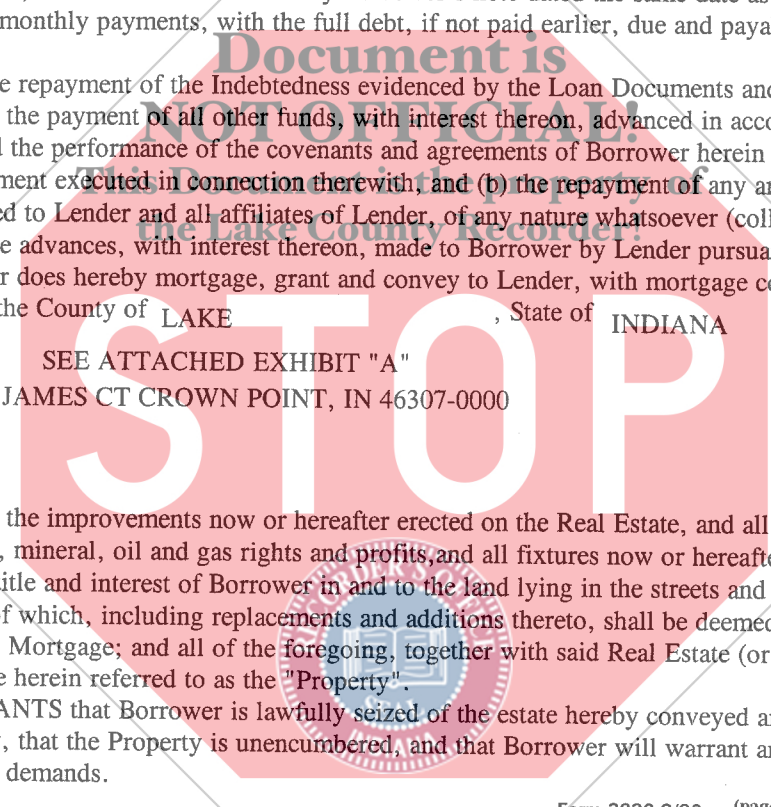 monthly payments, with the full debt, if not paid earlier, due and paya
Document is
e repayment of the Indebtedness evidenced by the Loan Documents and
the payment of all other funds, with interest thereon, advanced in acco
NOT OFFICIAL!
the performance of the covenants and agreements of Borrower herein
This Document is the property of
ment executed in connection therewith, and (b) the repayment of any a
ed to Lender and all affiliates of Lender, of any nature whatsoever (coll
the Lake County Recorder!
e advances, with interest thereon, made to Borrower by Lender pursua
r does hereby mortgage, grant and convey to Lender, with mortgage c
the County of LAKE , State of INDIANA
SEE ATTACHED EXHIBIT "A"
JAMES CT CROWN POINT, IN 46307-0000
STOP
the improvements now or hereafter erected on the Real Estate, and all
, mineral, oil and gas rights and profits,and all fixtures now or hereafte
itle and interest of Borrower in and to the land lying in the streets and
f which, including replacements and additions thereto, shall be deemed
Mortgage; and all of the foregoing, together with said Real Estate (or
e herein referred to as the "Property".
ANTS that Borrower is lawfully seized of the estate hereby conveyed a
, that the Property is unencumbered, and that Borrower will warrant a
demands.
RECORDER'S
SEAL
INDIANA